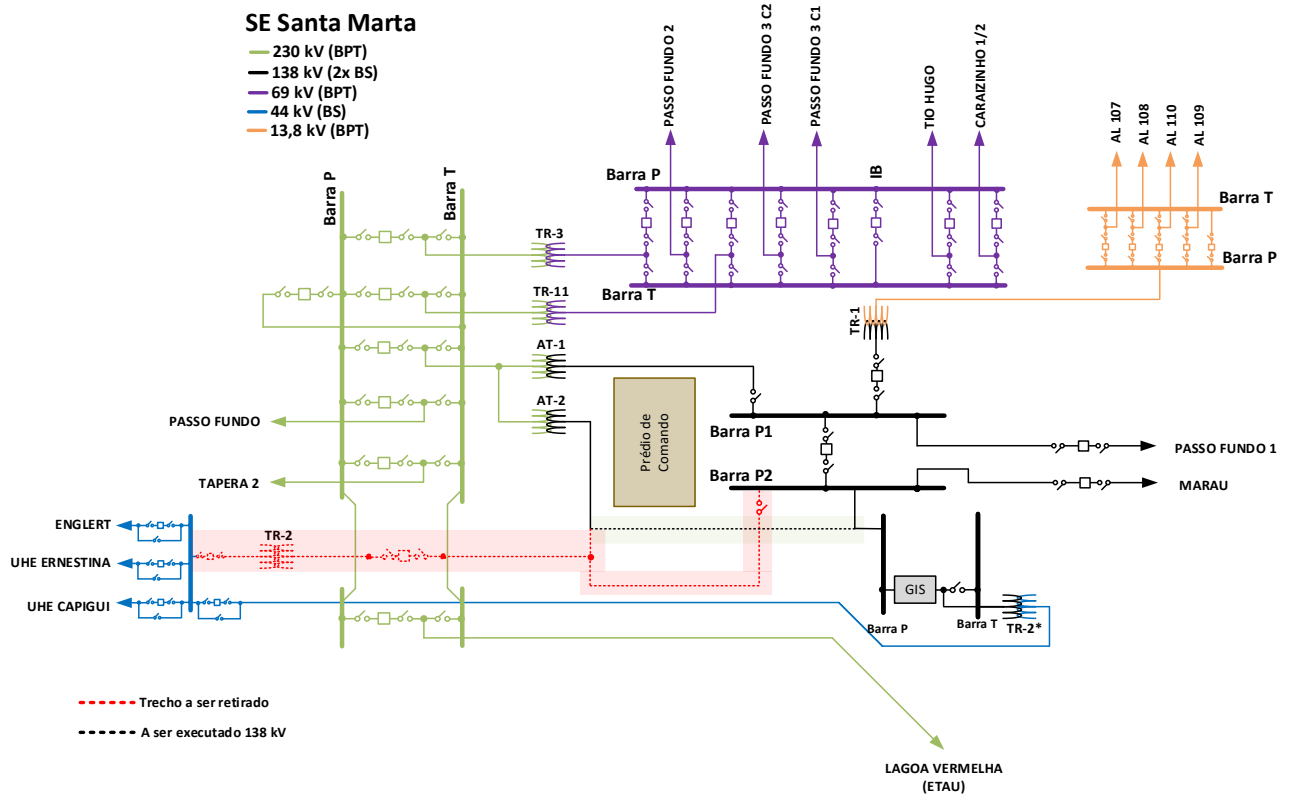 SE Santa Marta
230 kV (BPT)
138 kV (2x BS)
69 kV (BPT)
44 kV (BS)
13,8 kV (BPT)
PASSO FUNDO 2
PASSO FUNDO 3 C2
PASSO FUNDO 3 C1
TIO HUGO
CARAIZINHO 1/2
AL 107
AL 108
AL 110
AL 109
Barra P
IB
Barra T
Barra T
Barra P
Barra P
Barra T
TR-3
TR-11
TR-1
AT-1
AT-2
Prédio de
Comando
Barra P1
Barra P2
PASSO FUNDO
TAPERA 2
PASSO FUNDO 1
MARAU
ENGLERT
UHE ERNESTINA
UHE CAPIGUI
TR-2
GIS
Barra P
Barra T
TR-2*
Trecho a ser retirado
A ser executado 138 kV
LAGOA VERMELHA
(ETAU)